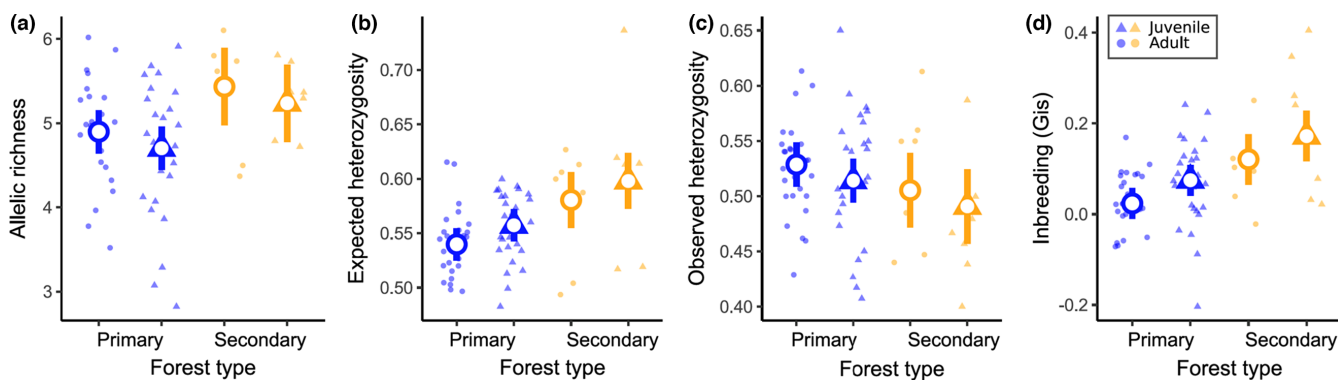 (a)
Allelic richness
6
5
4
3
Primary Secondary
Forest type
(b)
Expected heterozygosity
0.70
0.65
0.60
0.55
0.50
Primary Secondary
Forest type
(c)
Observed heterozygosity
0.65
0.60
0.55
0.50
0.45
0.40
Primary Secondary
Forest type
(d)
Juvenile
Adult
Inbreeding (Gis)
0.4
0.2
0.0
-0.2
Primary Secondary
Forest type